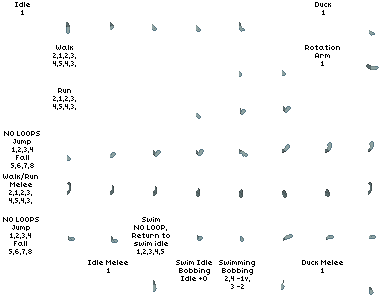 Idle
1
Duck
1
Walk
2,1,2,3,
4,5,4,3,
Rotation
Arm
1
Run
2,1,2,3,
4,5,4,3,
NO LOOPS
Jump
1,2,3,4
Fall
5,6,7,8
Walk/Run
Melee
2,1,2,3,
4,5,4,3,
NO LOOPS
Jump
1,2,3,4
Fall
5,6,7,8
Swim
NO LOOP,
Return to
swim idle
1,2,3,4,5
Idle Melee
1
Swim Idle
Bobbing
Idle +0
Swimming
Bobbing
2,4 -1v,
3 -2
Duck Melee
1